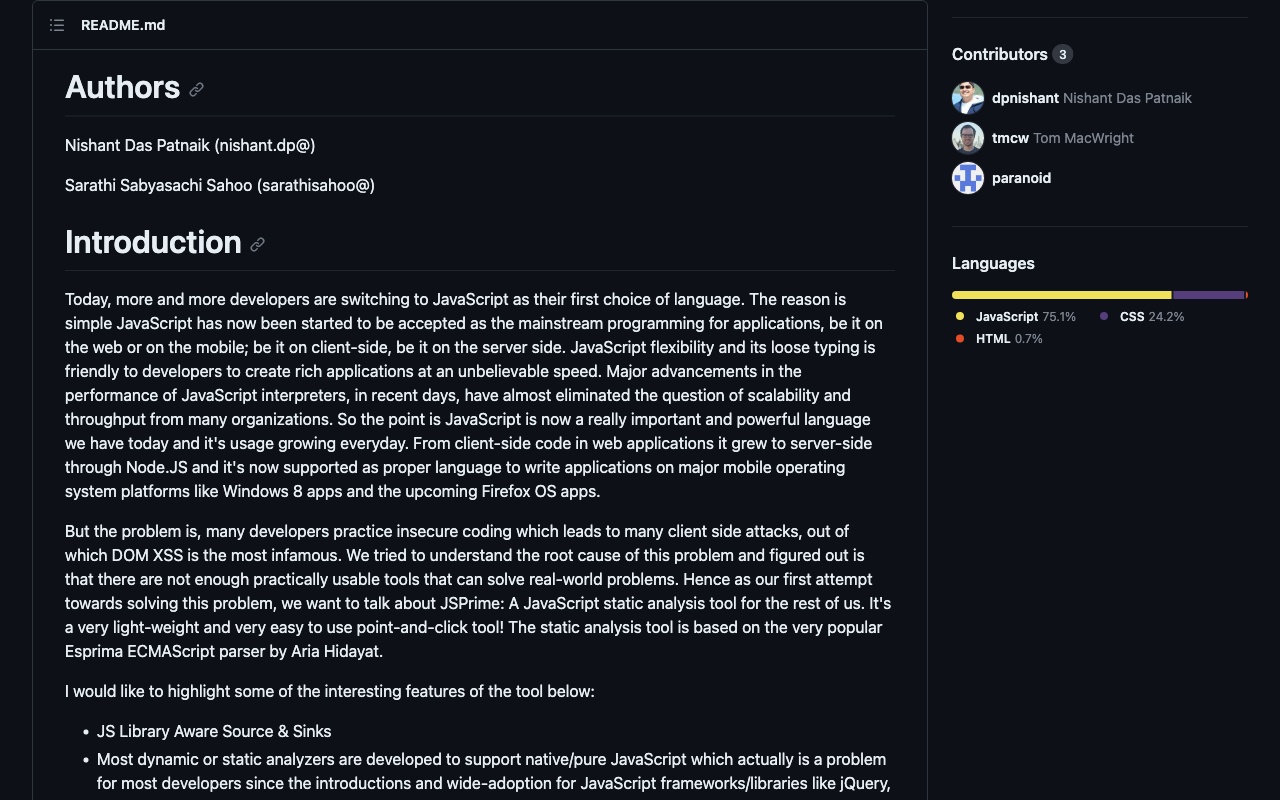 README.md
Authors
Nishant Das Patnaik (nishant.dp@)
Sarathi Sabyasachi Sahoo (sarathisahoo@)
Introduction
Today, more and more developers are switching to JavaScript as their first choice of language. The reason is
simple JavaScript has now been started to be accepted as the mainstream programming for applications, be it on
the web or on the mobile; be it on client-side, be it on the server side. JavaScript flexibility and its loose typing is
friendly to developers to create rich applications at an unbelievable speed. Major advancements in the
performance of JavaScript interpreters, in recent days, have almost eliminated the question of scalability and
throughput from many organizations. So the point is JavaScript is now a really important and powerful language
we have today and it's usage growing everyday. From client-side code in web applications it grew to server-side
through Node.JS and it's now supported as proper language to write applications on major mobile operating
system platforms like Windows 8 apps and the upcoming Firefox OS apps.
But the problem is, many developers practice insecure coding which leads to many client side attacks, out of
which DOM XSS is the most infamous. We tried to understand the root cause of this problem and figured out is
that there are not enough practically usable tools that can solve real-world problems. Hence as our first attempt
towards solving this problem, we want to talk about JSPrime: A JavaScript static analysis tool for the rest of us. It's
a very light-weight and very easy to use point-and-click tool! The static analysis tool is based on the very popular
Esprima ECMAScript parser by Aria Hidayat.
I would like to highlight some of the interesting features of the tool below:
• JS Library Aware Source & Sinks
• Most dynamic or static analyzers are developed to support native/pure JavaScript which actually is a problem
for most developers since the introductions and wide-adoption for JavaScript frameworks/libraries like jQuery,
Contributors 3
dpnishant Nishant Das Patnaik
tmcw Tom MacWright
paranoid
Languages
JavaScript 75.1% CSS 24.2%
HTML 0.7%